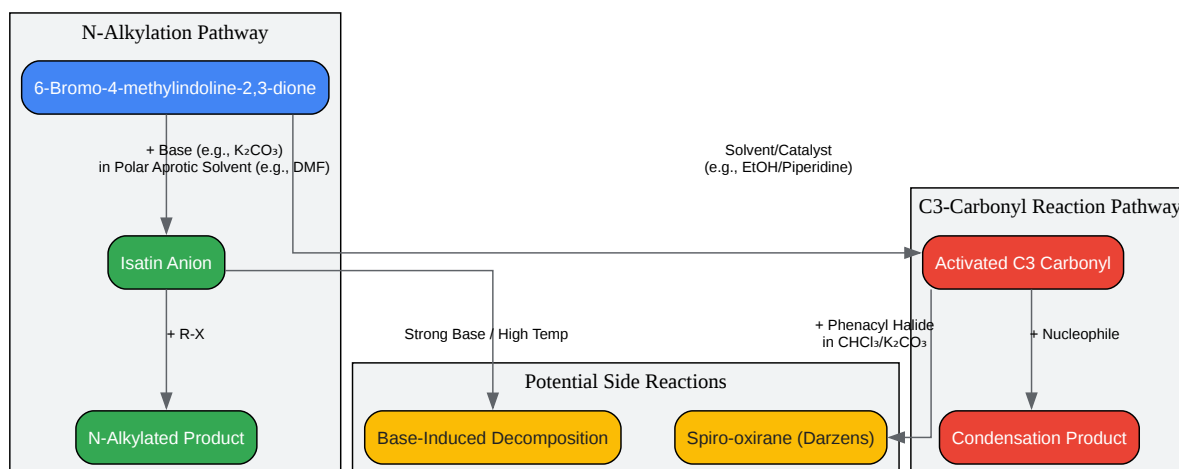 N-Alkylation Pathway
6-Bromo-4-methylindoline-2,3-dione
+ Base (e.g., K₂CO₃)
in Polar Aprotic Solvent (e.g., DMF)
Solvent/Catalyst
(e.g., EtOH/Piperidine)
C3-Carbonyl Reaction Pathway
Isatin Anion
Activated C3 Carbonyl
+ R-X
Strong Base / High Temp
+ Phenacyl Halide
in CHCl₃/K₂CO₃
+ Nucleophile
Potential Side Reactions
N-Alkylated Product
Base-Induced Decomposition
Spiro-oxirane (Darzens)
Condensation Product